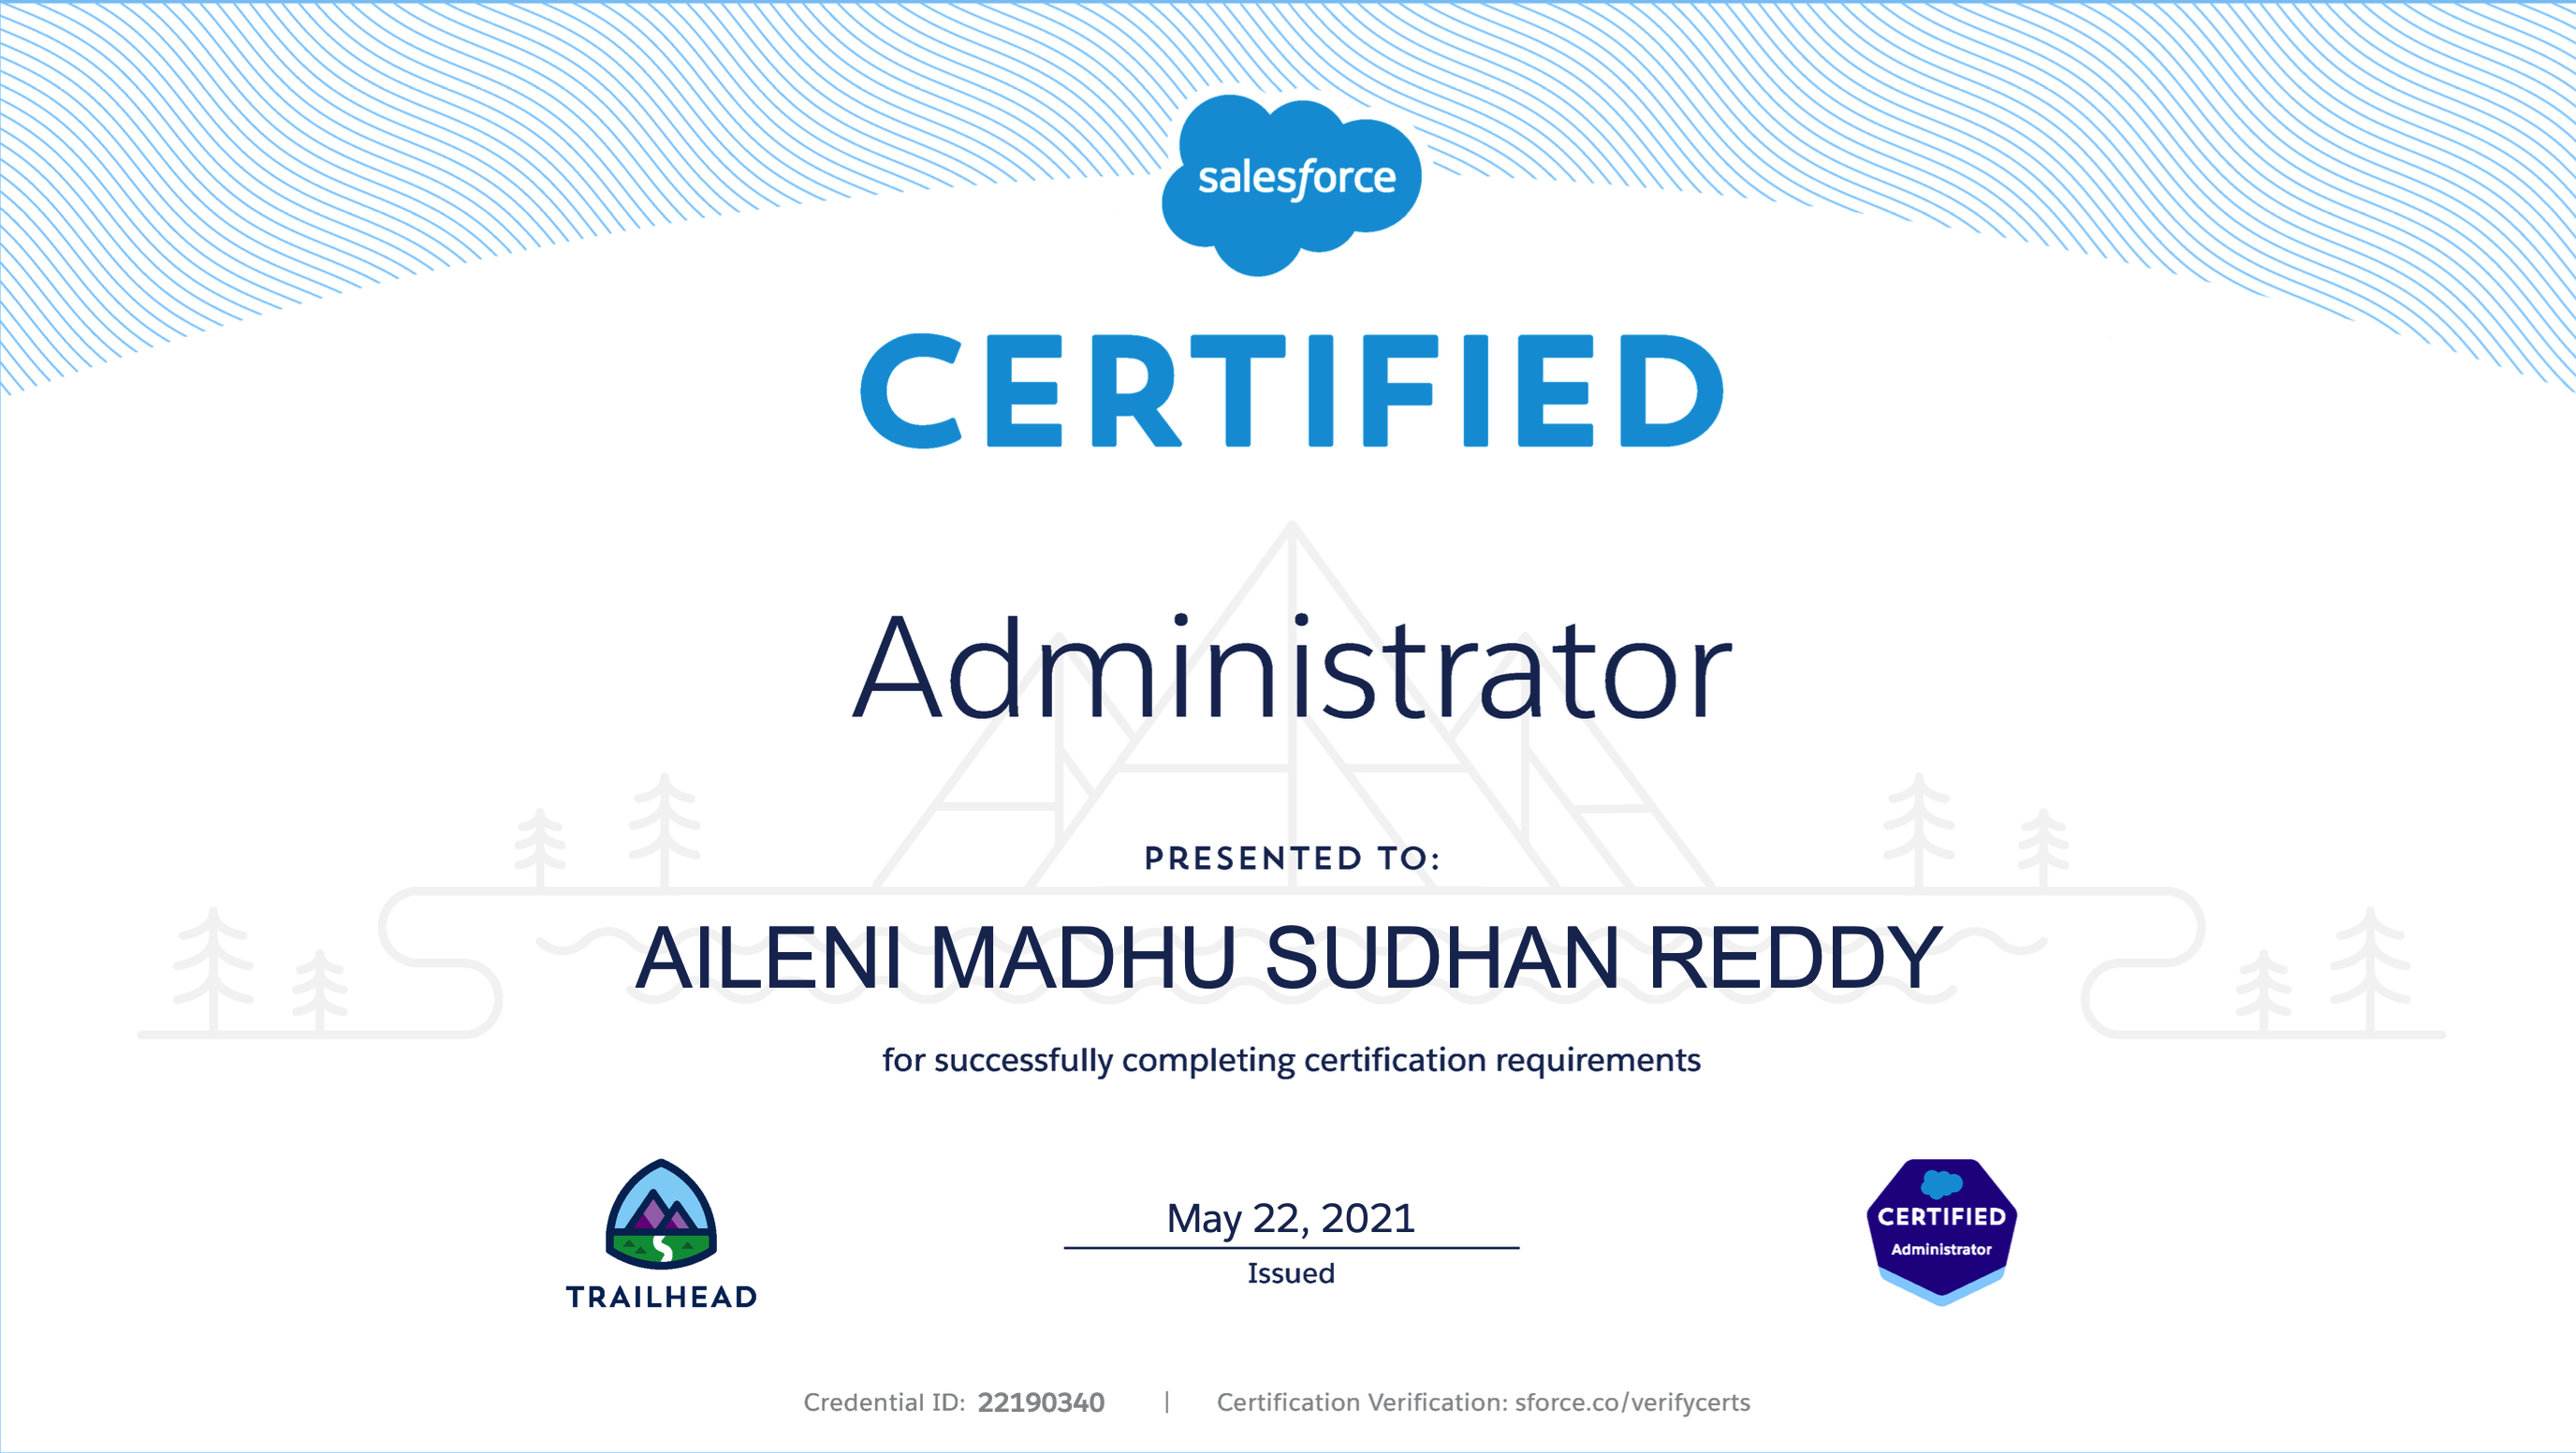 salesforce
CERTIFIED
Administrator
PRESENTED TO:
AILENI MADHU SUDHAN REDDY
for successfully completing certification requirements
TRAILHEAD
May 22, 2021
Issued
CERTIFIED
Administrator
Credential ID: 22190340 | Certification Verification: sforce.co/verifycerts